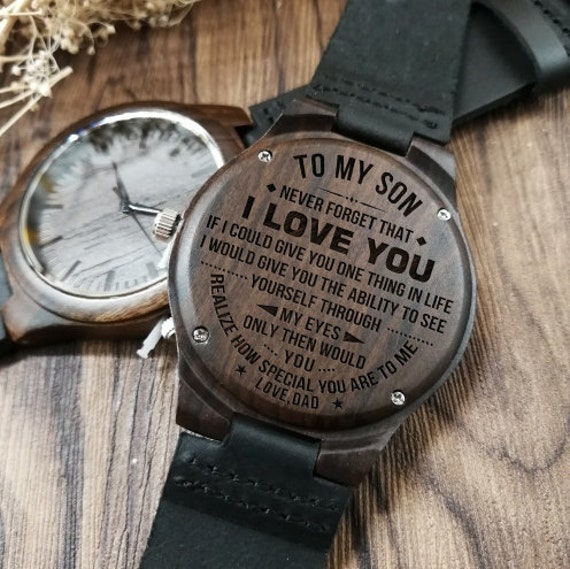 TO MY SON
NEVER FORGET THAT
I LOVE YOU
IF I COULD GIVE YOU ONE THING IN LIFE
I WOULD GIVE YOU THE ABILITY TO SEE
........... YOURSELF THROUGH ...........
MY EYES
ONLY THEN WOULD
.... YOU ....
REALIZE HOW SPECIAL YOU ARE TO ME
LOVE, DAD